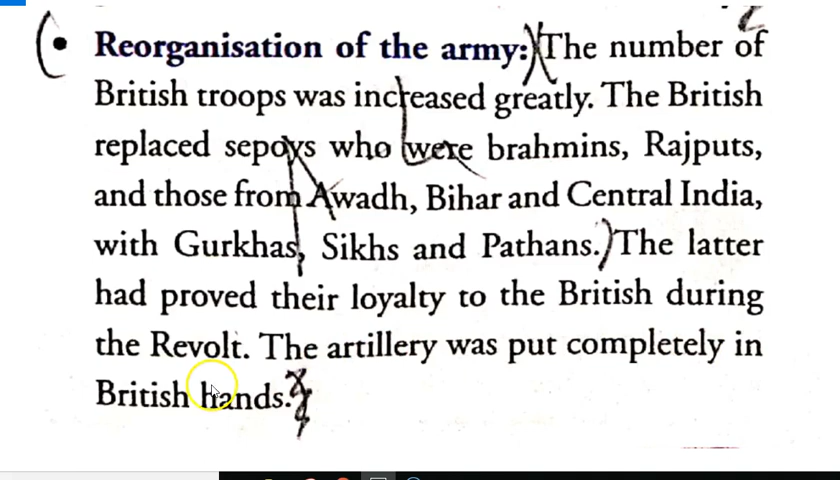 • Reorganisation of the army: The number of
British troops was increased greatly. The British
replaced sepoys who were brahmins, Rajputs,
and those from Awadh, Bihar and Central India,
with Gurkhas, Sikhs and Pathans. The latter
had proved their loyalty to the British during
the Revolt. The artillery was put completely in
British hands.